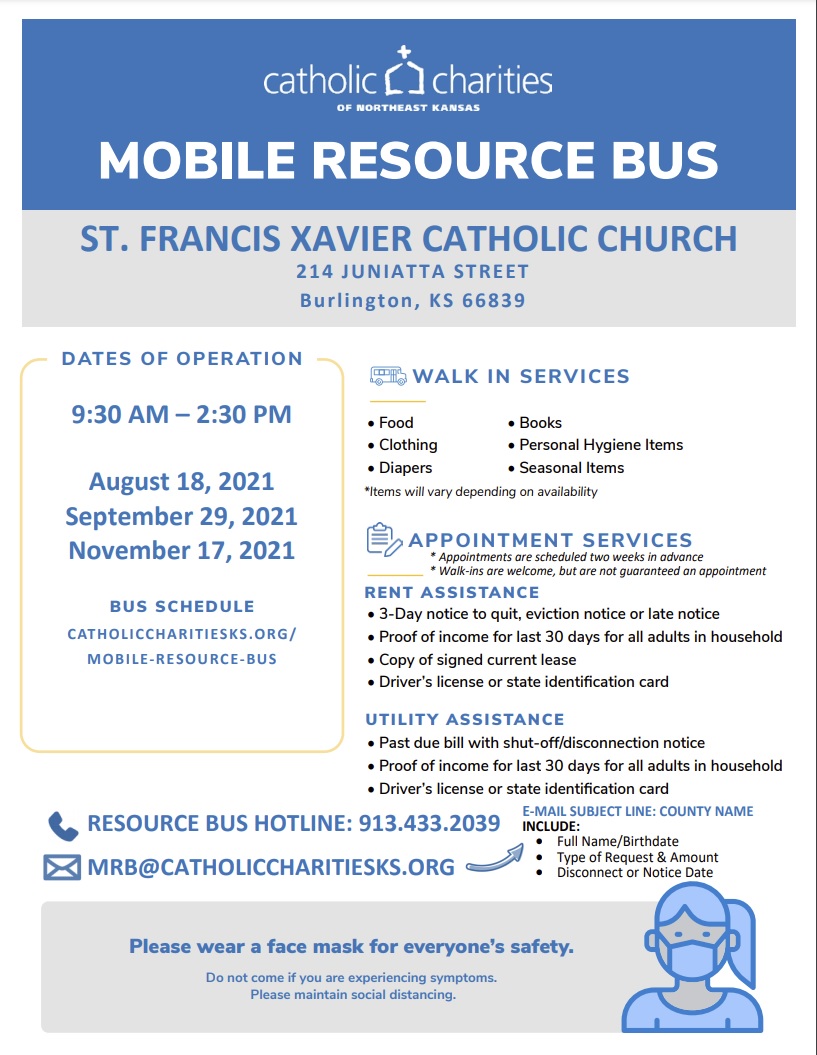 catholic charities
OF NORTHEAST KANSAS
MOBILE RESOURCE BUS
ST. FRANCIS XAVIER CATHOLIC CHURCH
214 JUNIATTA STREET
Burlington, KS 66839
DATES OF OPERATION
9:30 AM – 2:30 PM
August 18, 2021
September 29, 2021
November 17, 2021
BUS SCHEDULE
CATHOLICCHARITIESKS.ORG/
MOBILE-RESOURCE-BUS
WALK IN SERVICES
• Food
• Clothing
• Diapers
• Books
• Personal Hygiene Items
• Seasonal Items
*Items will vary depending on availability
APPOINTMENT SERVICES
* Appointments are scheduled two weeks in advance
* Walk-ins are welcome, but are not guaranteed an appointment
RENT ASSISTANCE
• 3-Day notice to quit, eviction notice or late notice
• Proof of income for last 30 days for all adults in household
• Copy of signed current lease
• Driver's license or state identification card
UTILITY ASSISTANCE
• Past due bill with shut-off/disconnection notice
• Proof of income for last 30 days for all adults in household
• Driver's license or state identification card
RESOURCE BUS HOTLINE: 913.433.2039
MRB@CATHOLICCHARITIESKS.ORG
E-MAIL SUBJECT LINE: COUNTY NAME
INCLUDE:
• Full Name/Birthdate
• Type of Request & Amount
• Disconnect or Notice Date
Please wear a face mask for everyone's safety.
Do not come if you are experiencing symptoms.
Please maintain social distancing.